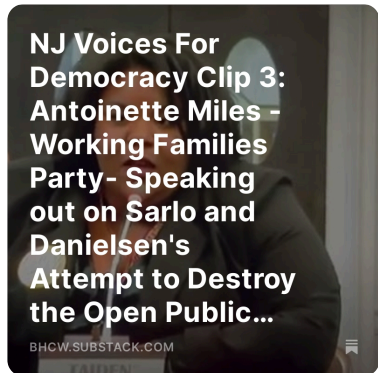 NJ Voices For
Democracy Clip 3:
Antoinette Miles -
Working Families
Party- Speaking
out on Sarlo and
Danielsen's
Attempt to Destroy
the Open Public...
BHCW.SUBSTACK.COM